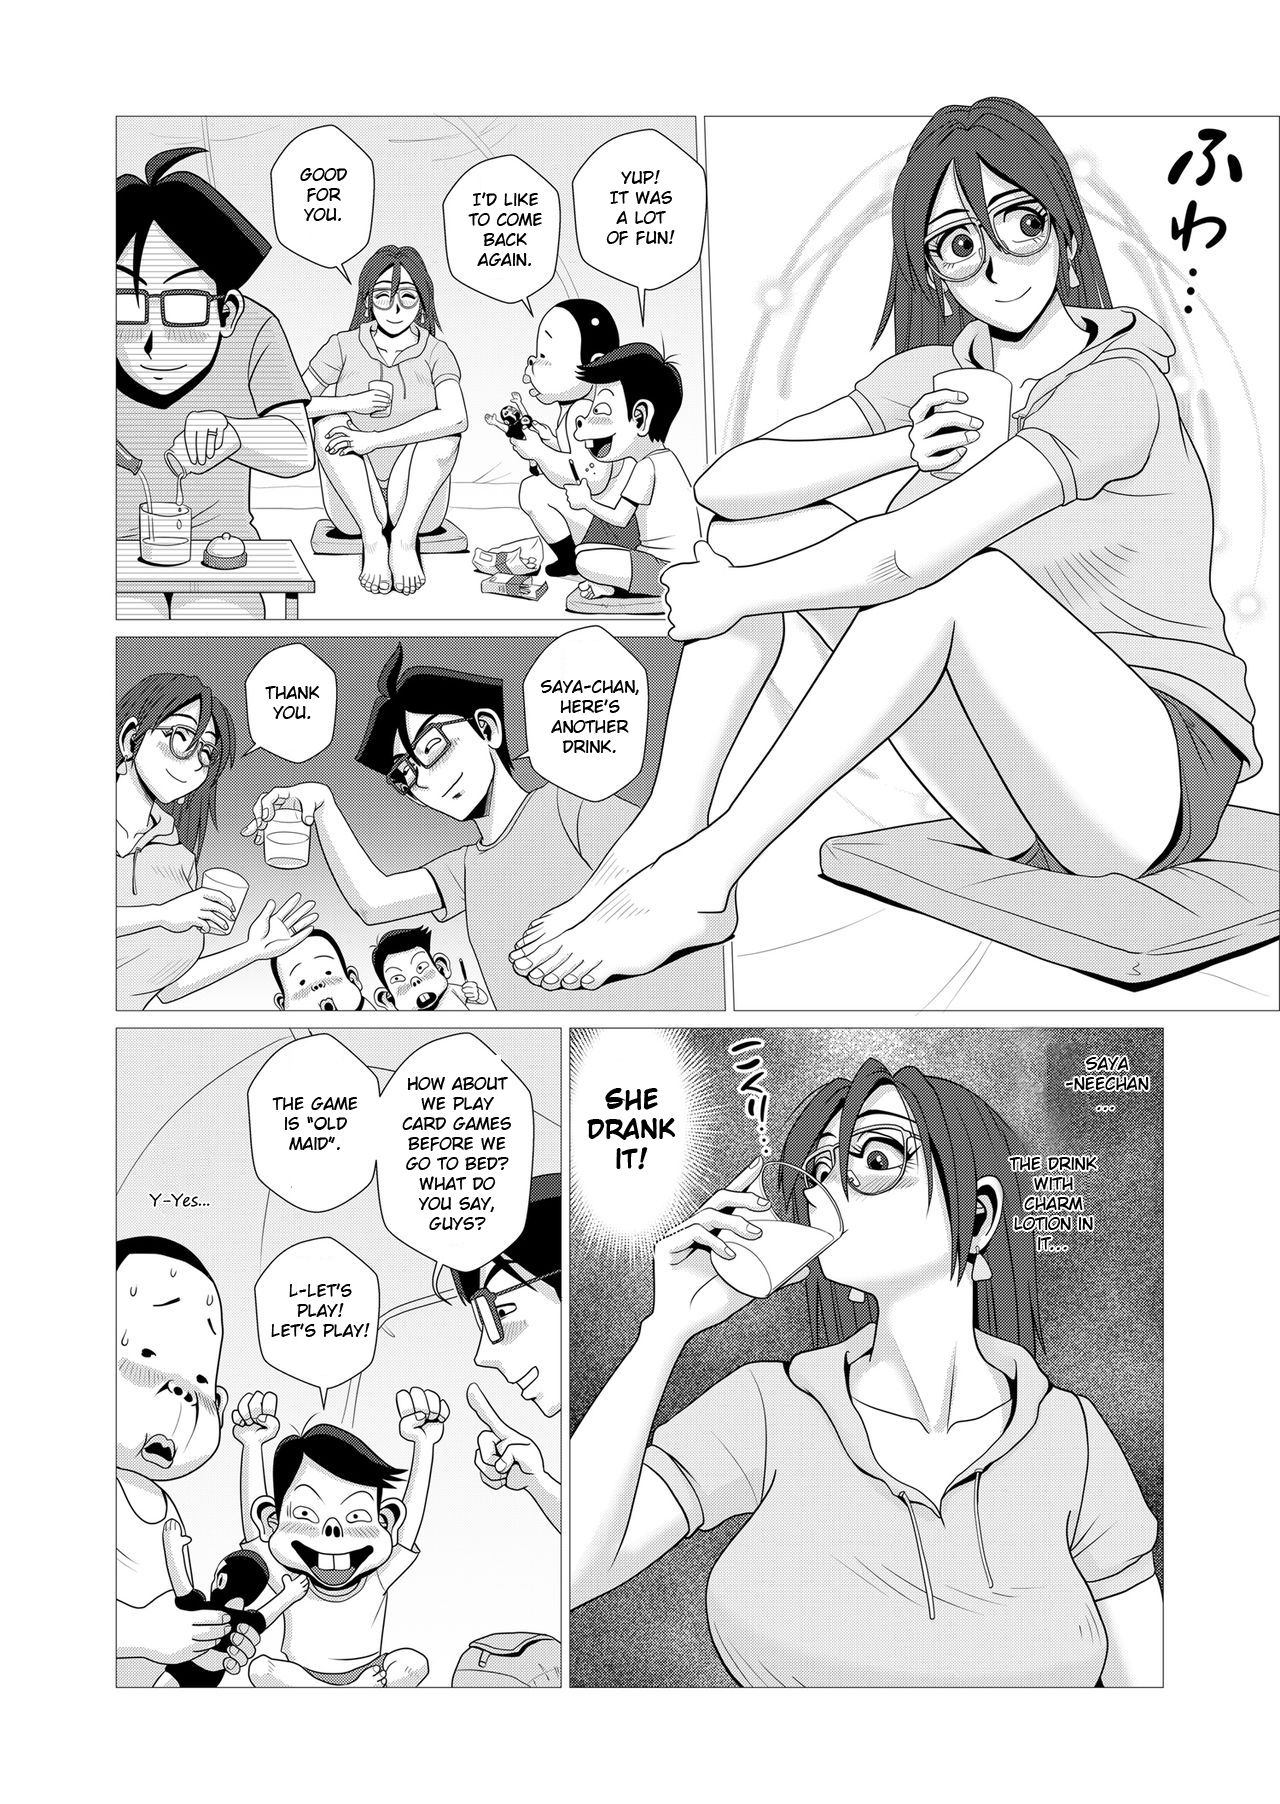 ふわ…
YUP!
IT WAS
A LOT
OF FUN!
I'D LIKE
TO COME
BACK
AGAIN.
GOOD
FOR
YOU.
SAYA-CHAN,
HERE'S
ANOTHER
DRINK.
THANK
YOU.
SAYA
-NEECHAN
...
THE DRINK
WITH
CHARM
LOTION IN
IT...
こくり…
SHE
DRANK
IT!
HOW ABOUT
WE PLAY
CARD GAMES
BEFORE WE
GO TO BED?
WHAT DO
YOU SAY,
GUYS?
THE GAME
IS "OLD
MAID".
Y-Yes...
L-LET'S
PLAY!
LET'S PLAY!